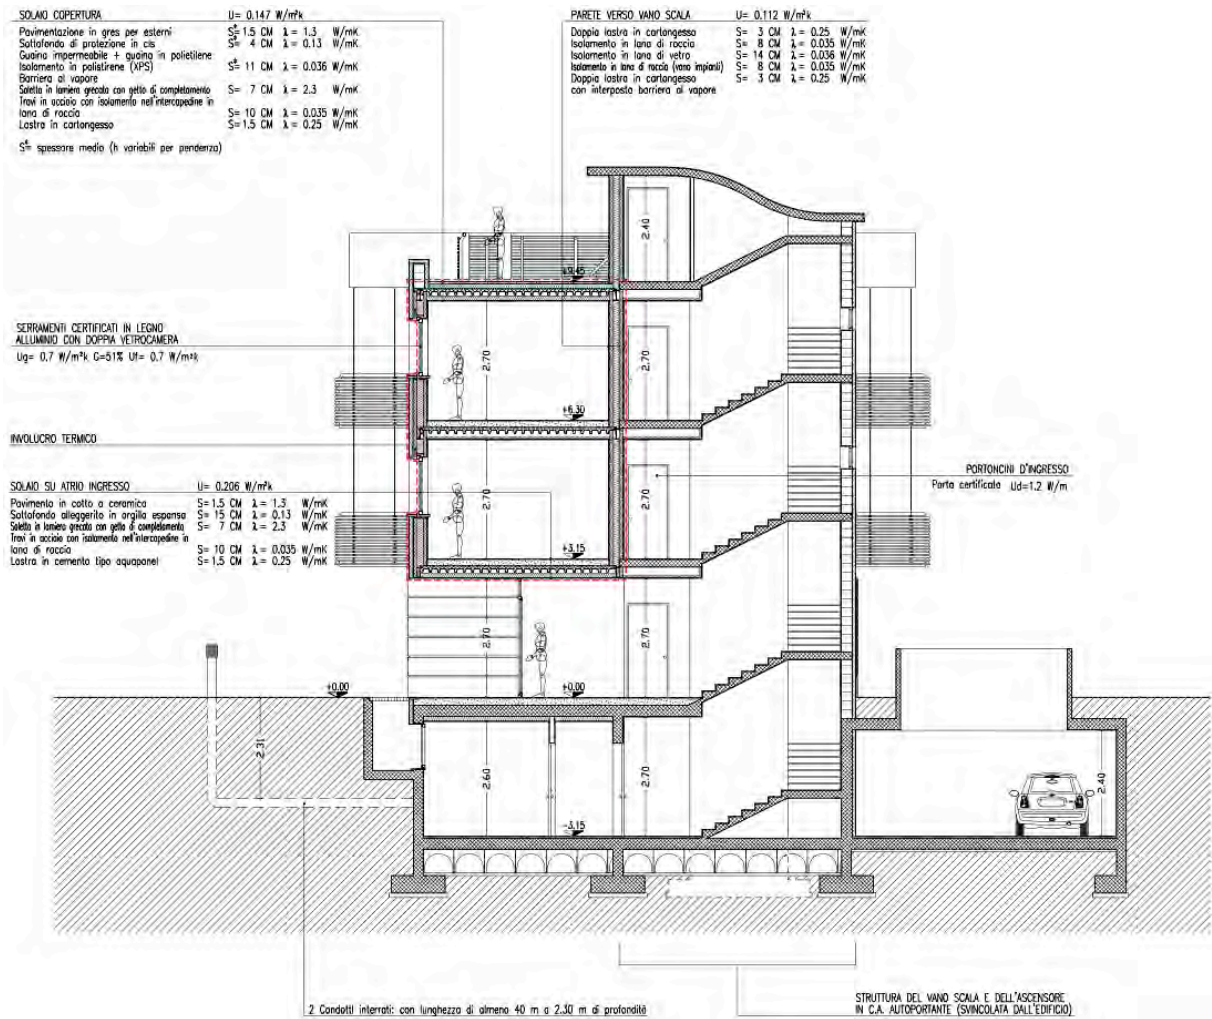 SOLAIO COPERTURA U= 0.147 W/m²k
Pavimentazione in gres per esterni S*= 1.5 CM λ = 1.3 W/mK
Sottofondo di protezione in cls S*= 4 CM λ = 0.13 W/mK
Guaina impermeabile + guaina in polietilene
Isolamento in polistirene (XPS) S*= 11 CM λ = 0.036 W/mK
Barriera al vapore
Soletta in lamiera grecata con getto di completamento S= 7 CM λ = 2.3 W/mK
Travi in acciaio con isolamento nell'intercapedine in
lana di roccia S= 10 CM λ = 0.035 W/mK
Lastra in cartongesso S= 1.5 CM λ = 0.25 W/mK
S*= spessore medio (h variabili per pendenza)
PARETE VERSO VANO SCALA U= 0.112 W/m²k
Doppia lastra in cartongesso S= 3 CM λ = 0.25 W/mK
Isolamento in lana di roccia S= 8 CM λ = 0.035 W/mK
Isolamento in lana di vetro S= 14 CM λ = 0.036 W/mK
Isolamento in lana di roccia (vano impianti) S= 8 CM λ = 0.035 W/mK
Doppia lastra in cartongesso S= 3 CM λ = 0.25 W/mK
con interposta barriera al vapore
2.40
+9.45
SERRAMENTI CERTIFICATI IN LEGNO
ALLUMINIO CON DOPPIA VETROCAMERA
Ug= 0.7 W/m²k G=51% Uf= 0.7 W/m²k
2.70
2.70
+6.30
INVOLUCRO TERMICO
PORTONCINI D'INGRESSO
Porta certificata Ud=1.2 W/m
SOLAIO SU ATRIO INGRESSO U= 0.206 W/m²k
Pavimento in cotto o ceramica S= 1.5 CM λ = 1.3 W/mK
Sottofondo alleggerito in argilla espansa S= 15 CM λ = 0.13 W/mK
Soletta in lamiera grecata con getto di completamento S= 7 CM λ = 2.3 W/mK
Travi in acciaio con isolamento nell'intercapedine in
lana di roccia S= 10 CM λ = 0.035 W/mK
Lastra in cemento tipo aquapanel S= 1.5 CM λ = 0.25 W/mK
2.70
2.70
+3.15
2.70
2.70
+0.00
+0.00
2.31
2.60
2.70
2.40
-3.15
2 Condotti interrati: con lunghezza di almeno 40 m a 2.30 m di profondità
STRUTTURA DEL VANO SCALA E DELL'ASCENSORE
IN C.A. AUTOPORTANTE (SVINCOLATA DALL'EDIFICIO)